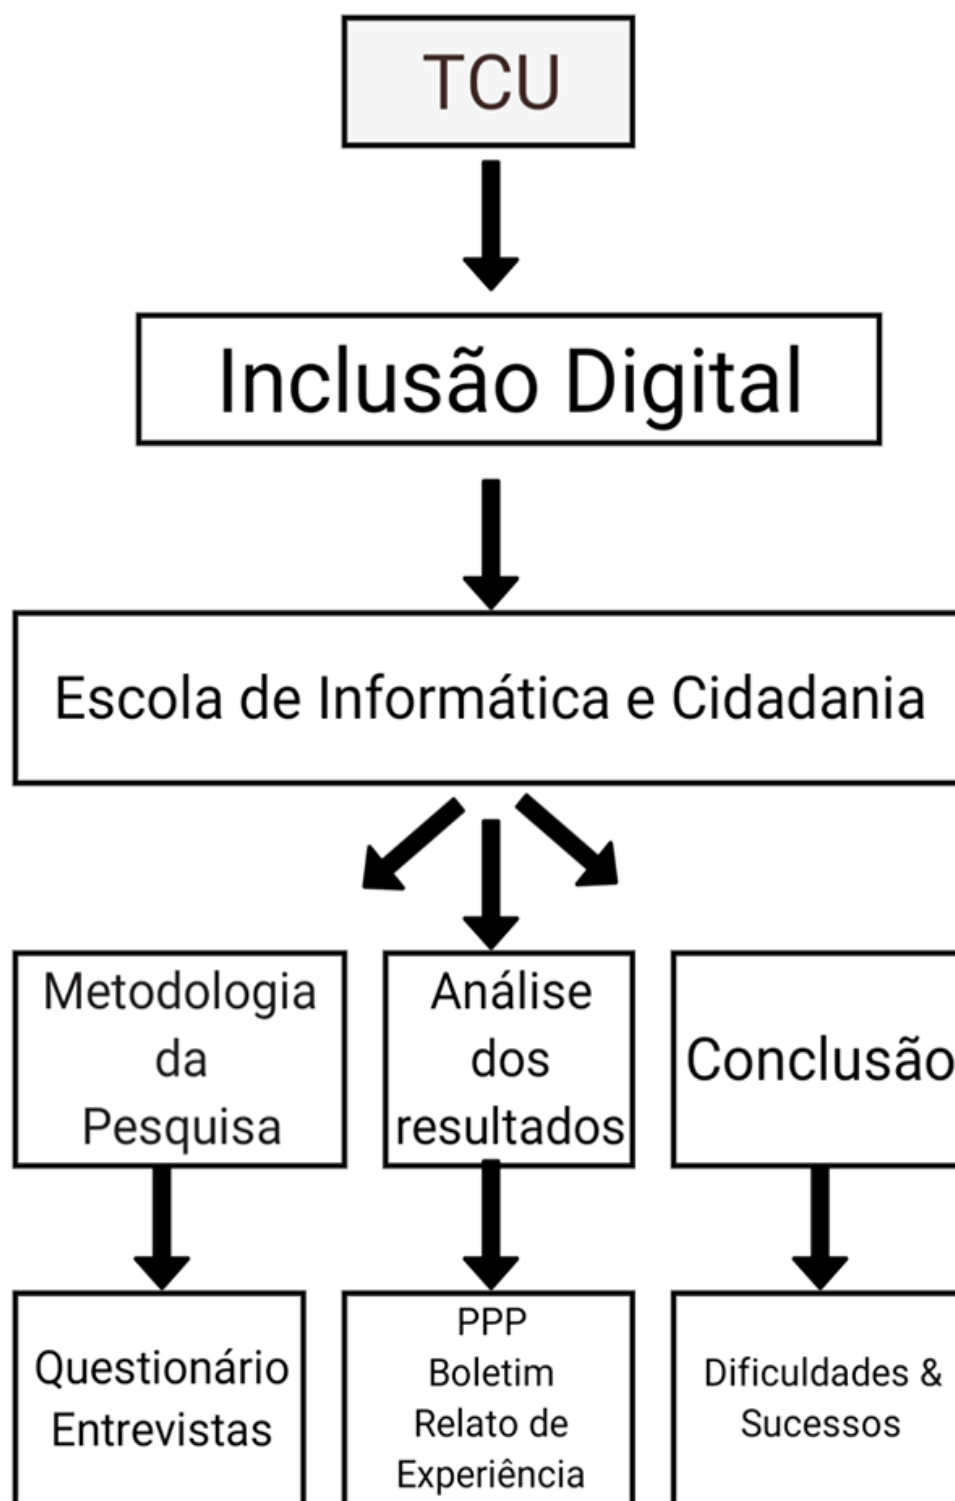 TCU
Inclusão Digital
Escola de Informática e Cidadania
Metodologia
da
Pesquisa
Análise
dos
resultados
Conclusão
Questionário
Entrevistas
PPP
Boletim
Relato de
Experiência
Dificuldades &
Sucessos